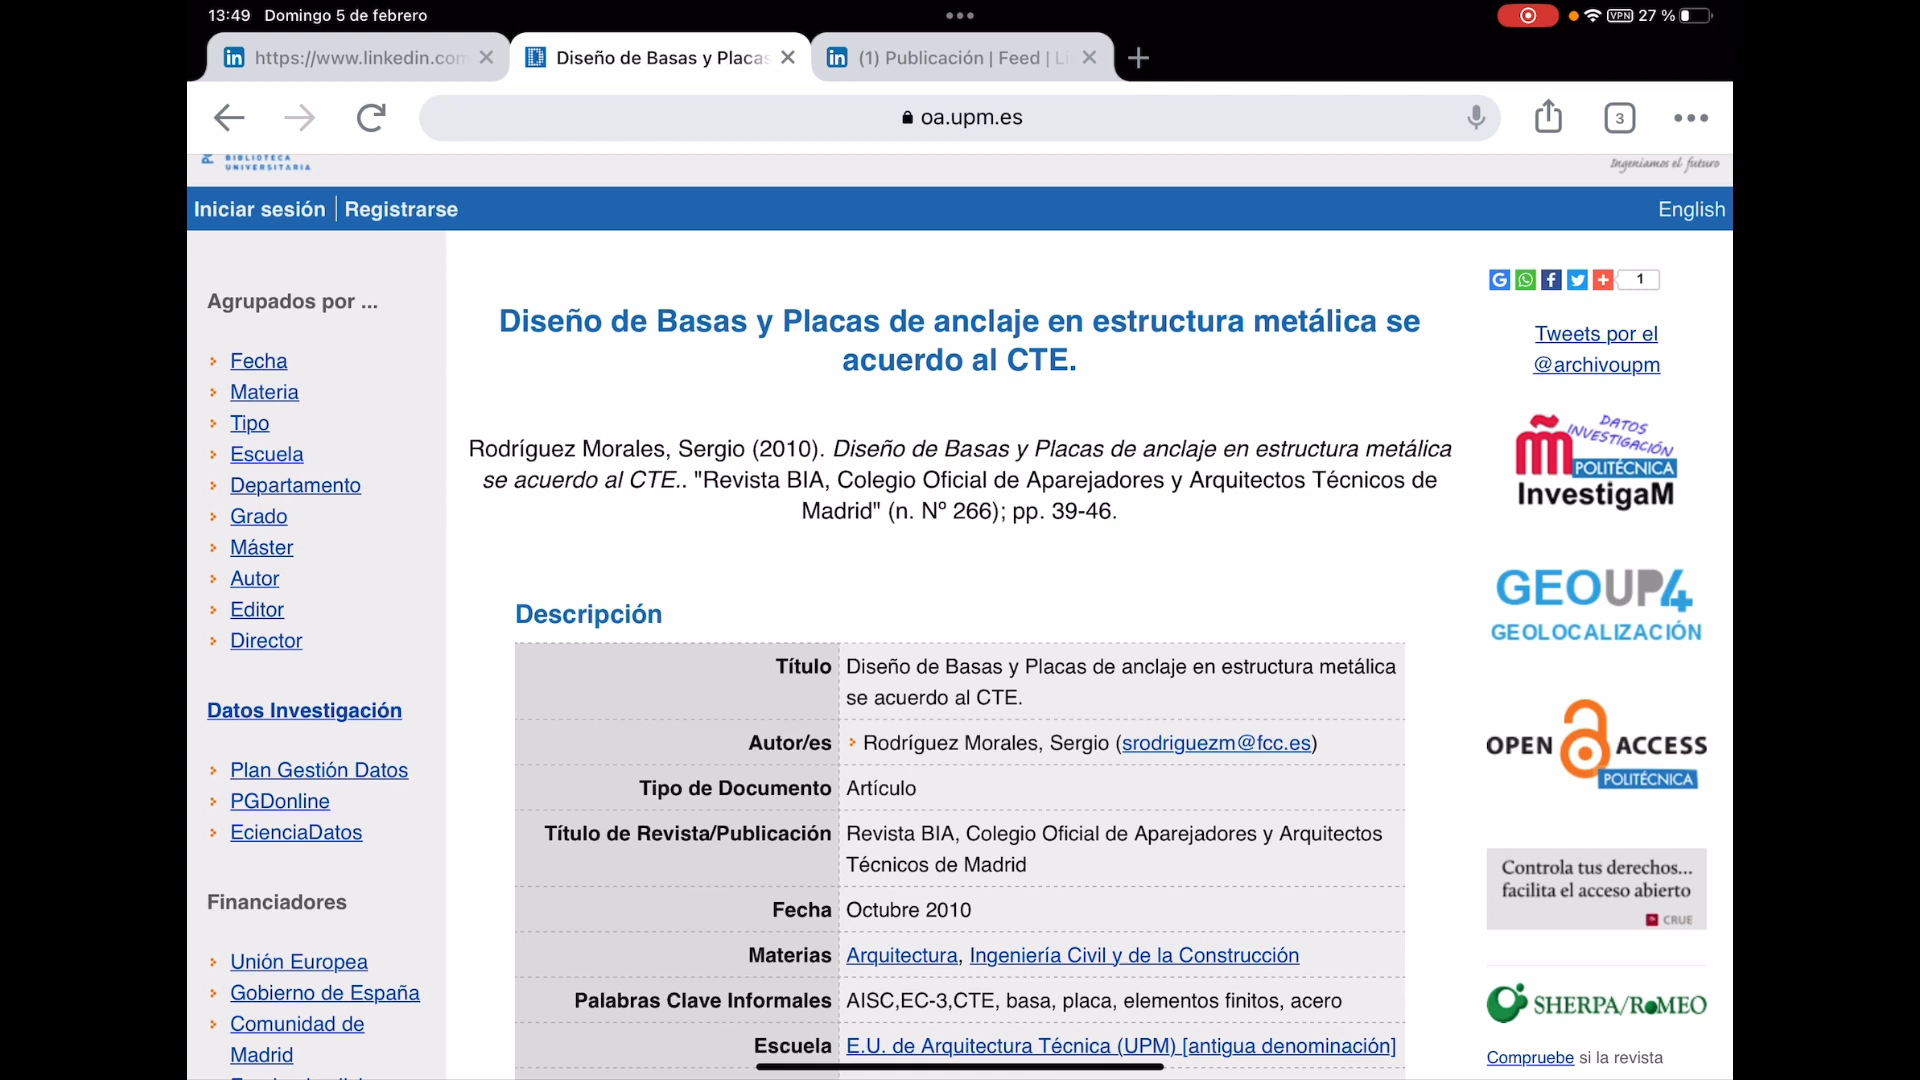 13:49 Domingo 5 de febrero
VPN 27 %
https://www.linkedin.com
Diseño de Basas y Placas
(1) Publicación | Feed | Li
oa.upm.es
3
BIBLIOTECA
UNIVERSITARIA
Ingeniamos el futuro
Iniciar sesión | Registrarse
English
Agrupados por ...
Fecha
Materia
Tipo
Escuela
Departamento
Grado
Máster
Autor
Editor
Director
Datos Investigación
Plan Gestión Datos
PGDonline
EcienciaDatos
Financiadores
Unión Europea
Gobierno de España
Comunidad de
Madrid
Diseño de Basas y Placas de anclaje en estructura metálica se
acuerdo al CTE.
Rodríguez Morales, Sergio (2010). Diseño de Basas y Placas de anclaje en estructura metálica
se acuerdo al CTE.. "Revista BIA, Colegio Oficial de Aparejadores y Arquitectos Técnicos de
Madrid" (n. Nº 266); pp. 39-46.
Descripción
Título Diseño de Basas y Placas de anclaje en estructura metálica
se acuerdo al CTE.
Autor/es Rodríguez Morales, Sergio (srodriguezm@fcc.es)
Tipo de Documento Artículo
Título de Revista/Publicación Revista BIA, Colegio Oficial de Aparejadores y Arquitectos
Técnicos de Madrid
Fecha Octubre 2010
Materias Arquitectura, Ingeniería Civil y de la Construcción
Palabras Clave Informales AISC,EC-3,CTE, basa, placa, elementos finitos, acero
Escuela E.U. de Arquitectura Técnica (UPM) [antigua denominación]
1
Tweets por el
@archivoupm
DATOS
INVESTIGACIÓN
POLITÉCNICA
InvestigaM
GEOUP4
GEOLOCALIZACIÓN
OPEN ACCESS
POLITÉCNICA
Controla tus derechos...
facilita el acceso abierto
CRUE
SHERPA/RoMEO
Compruebe si la revista